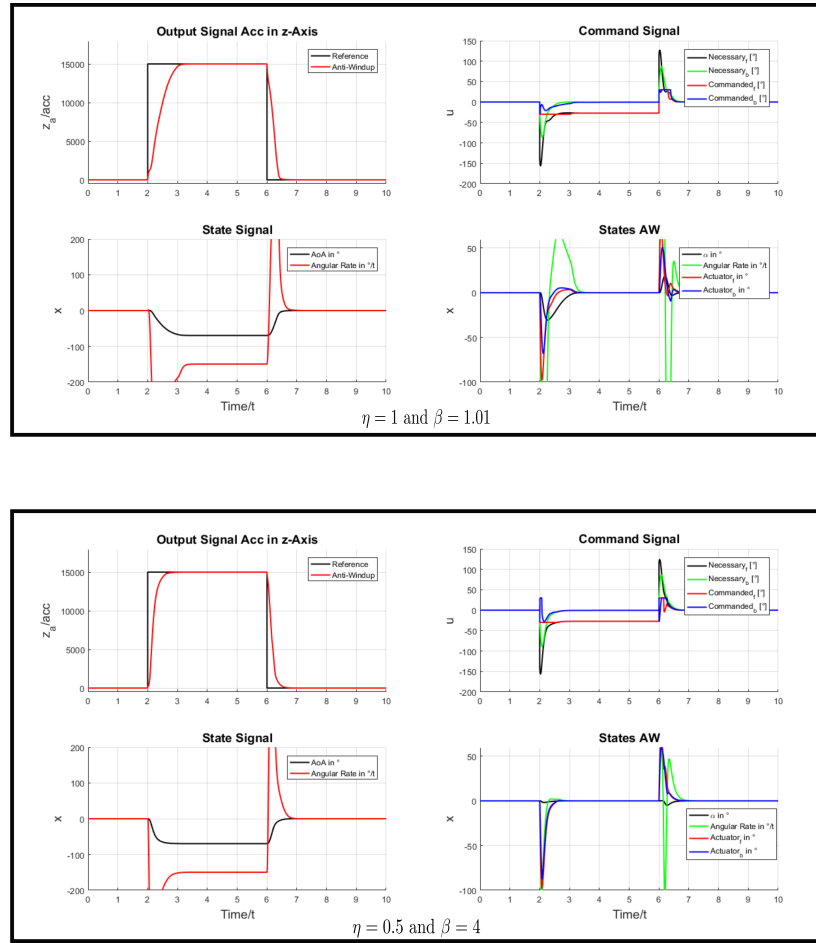 Output Signal Acc in z-Axis
Reference
Anti-Windup
15000
10000
5000
0
z_a/acc
0 1 2 3 4 5 6 7 8 9 10
Command Signal
Necessary_f [°]
Necessary_b [°]
Commanded_f [°]
Commanded_b [°]
150
100
50
0
-50
-100
-150
-200
u
0 1 2 3 4 5 6 7 8 9 10
State Signal
AoA in °
Angular Rate in °/t
200
100
0
-100
-200
x
0 1 2 3 4 5 6 7 8 9 10
Time/t
States AW
α in °
Angular Rate in °/t
Actuator_f in °
Actuator_b in °
50
0
-50
-100
x
0 1 2 3 4 5 6 7 8 9 10
Time/t
η = 1 and β = 1.01
Output Signal Acc in z-Axis
Reference
Anti-Windup
15000
10000
5000
0
z_a/acc
0 1 2 3 4 5 6 7 8 9 10
Command Signal
Necessary_f [°]
Necessary_b [°]
Commanded_f [°]
Commanded_b [°]
150
100
50
0
-50
-100
-150
-200
u
0 1 2 3 4 5 6 7 8 9 10
State Signal
AoA in °
Angular Rate in °/t
200
100
0
-100
-200
x
0 1 2 3 4 5 6 7 8 9 10
Time/t
States AW
α in °
Angular Rate in °/t
Actuator_f in °
Actuator_b in °
50
0
-50
-100
x
0 1 2 3 4 5 6 7 8 9 10
Time/t
η = 0.5 and β = 4